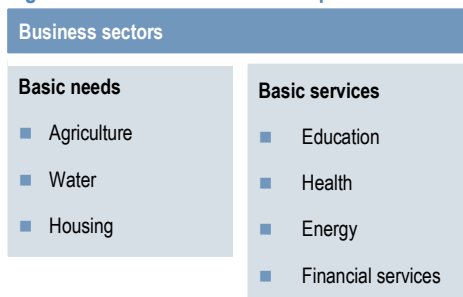 Business sectors
Basic needs
Agriculture
Water
Housing
Basic services
Education
Health
Energy
Financial services